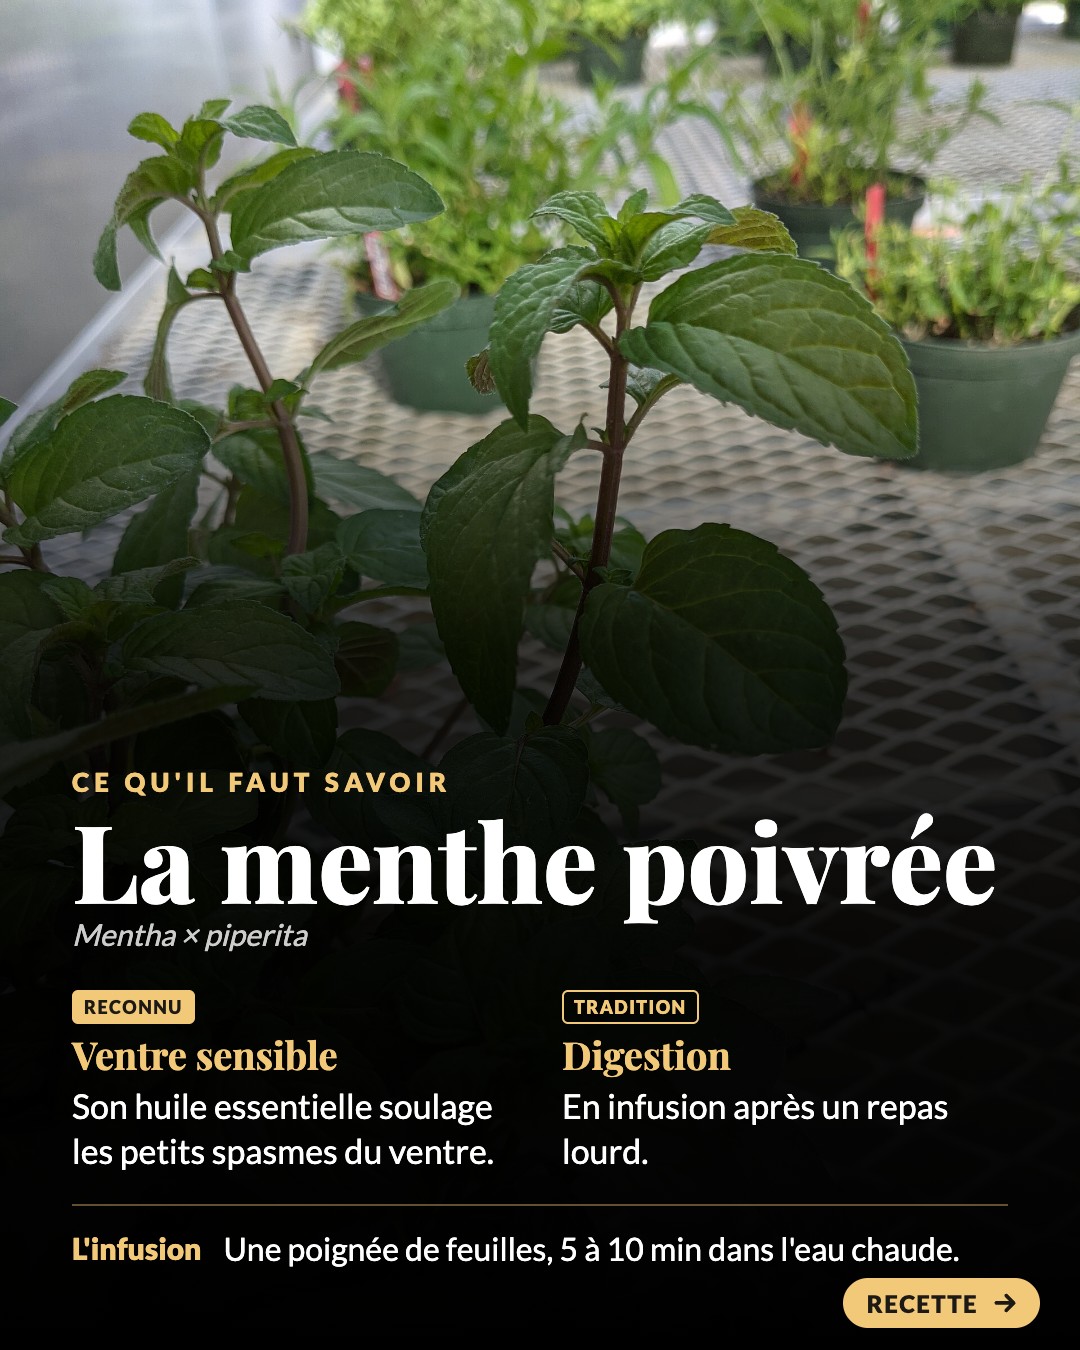 CE QU'IL FAUT SAVOIR
La menthe poivrée
Mentha × piperita
RECONNU
Ventre sensible
Son huile essentielle soulage
les petits spasmes du ventre.
TRADITION
Digestion
En infusion après un repas
lourd.
L'infusion Une poignée de feuilles, 5 à 10 min dans l'eau chaude.
RECETTE →